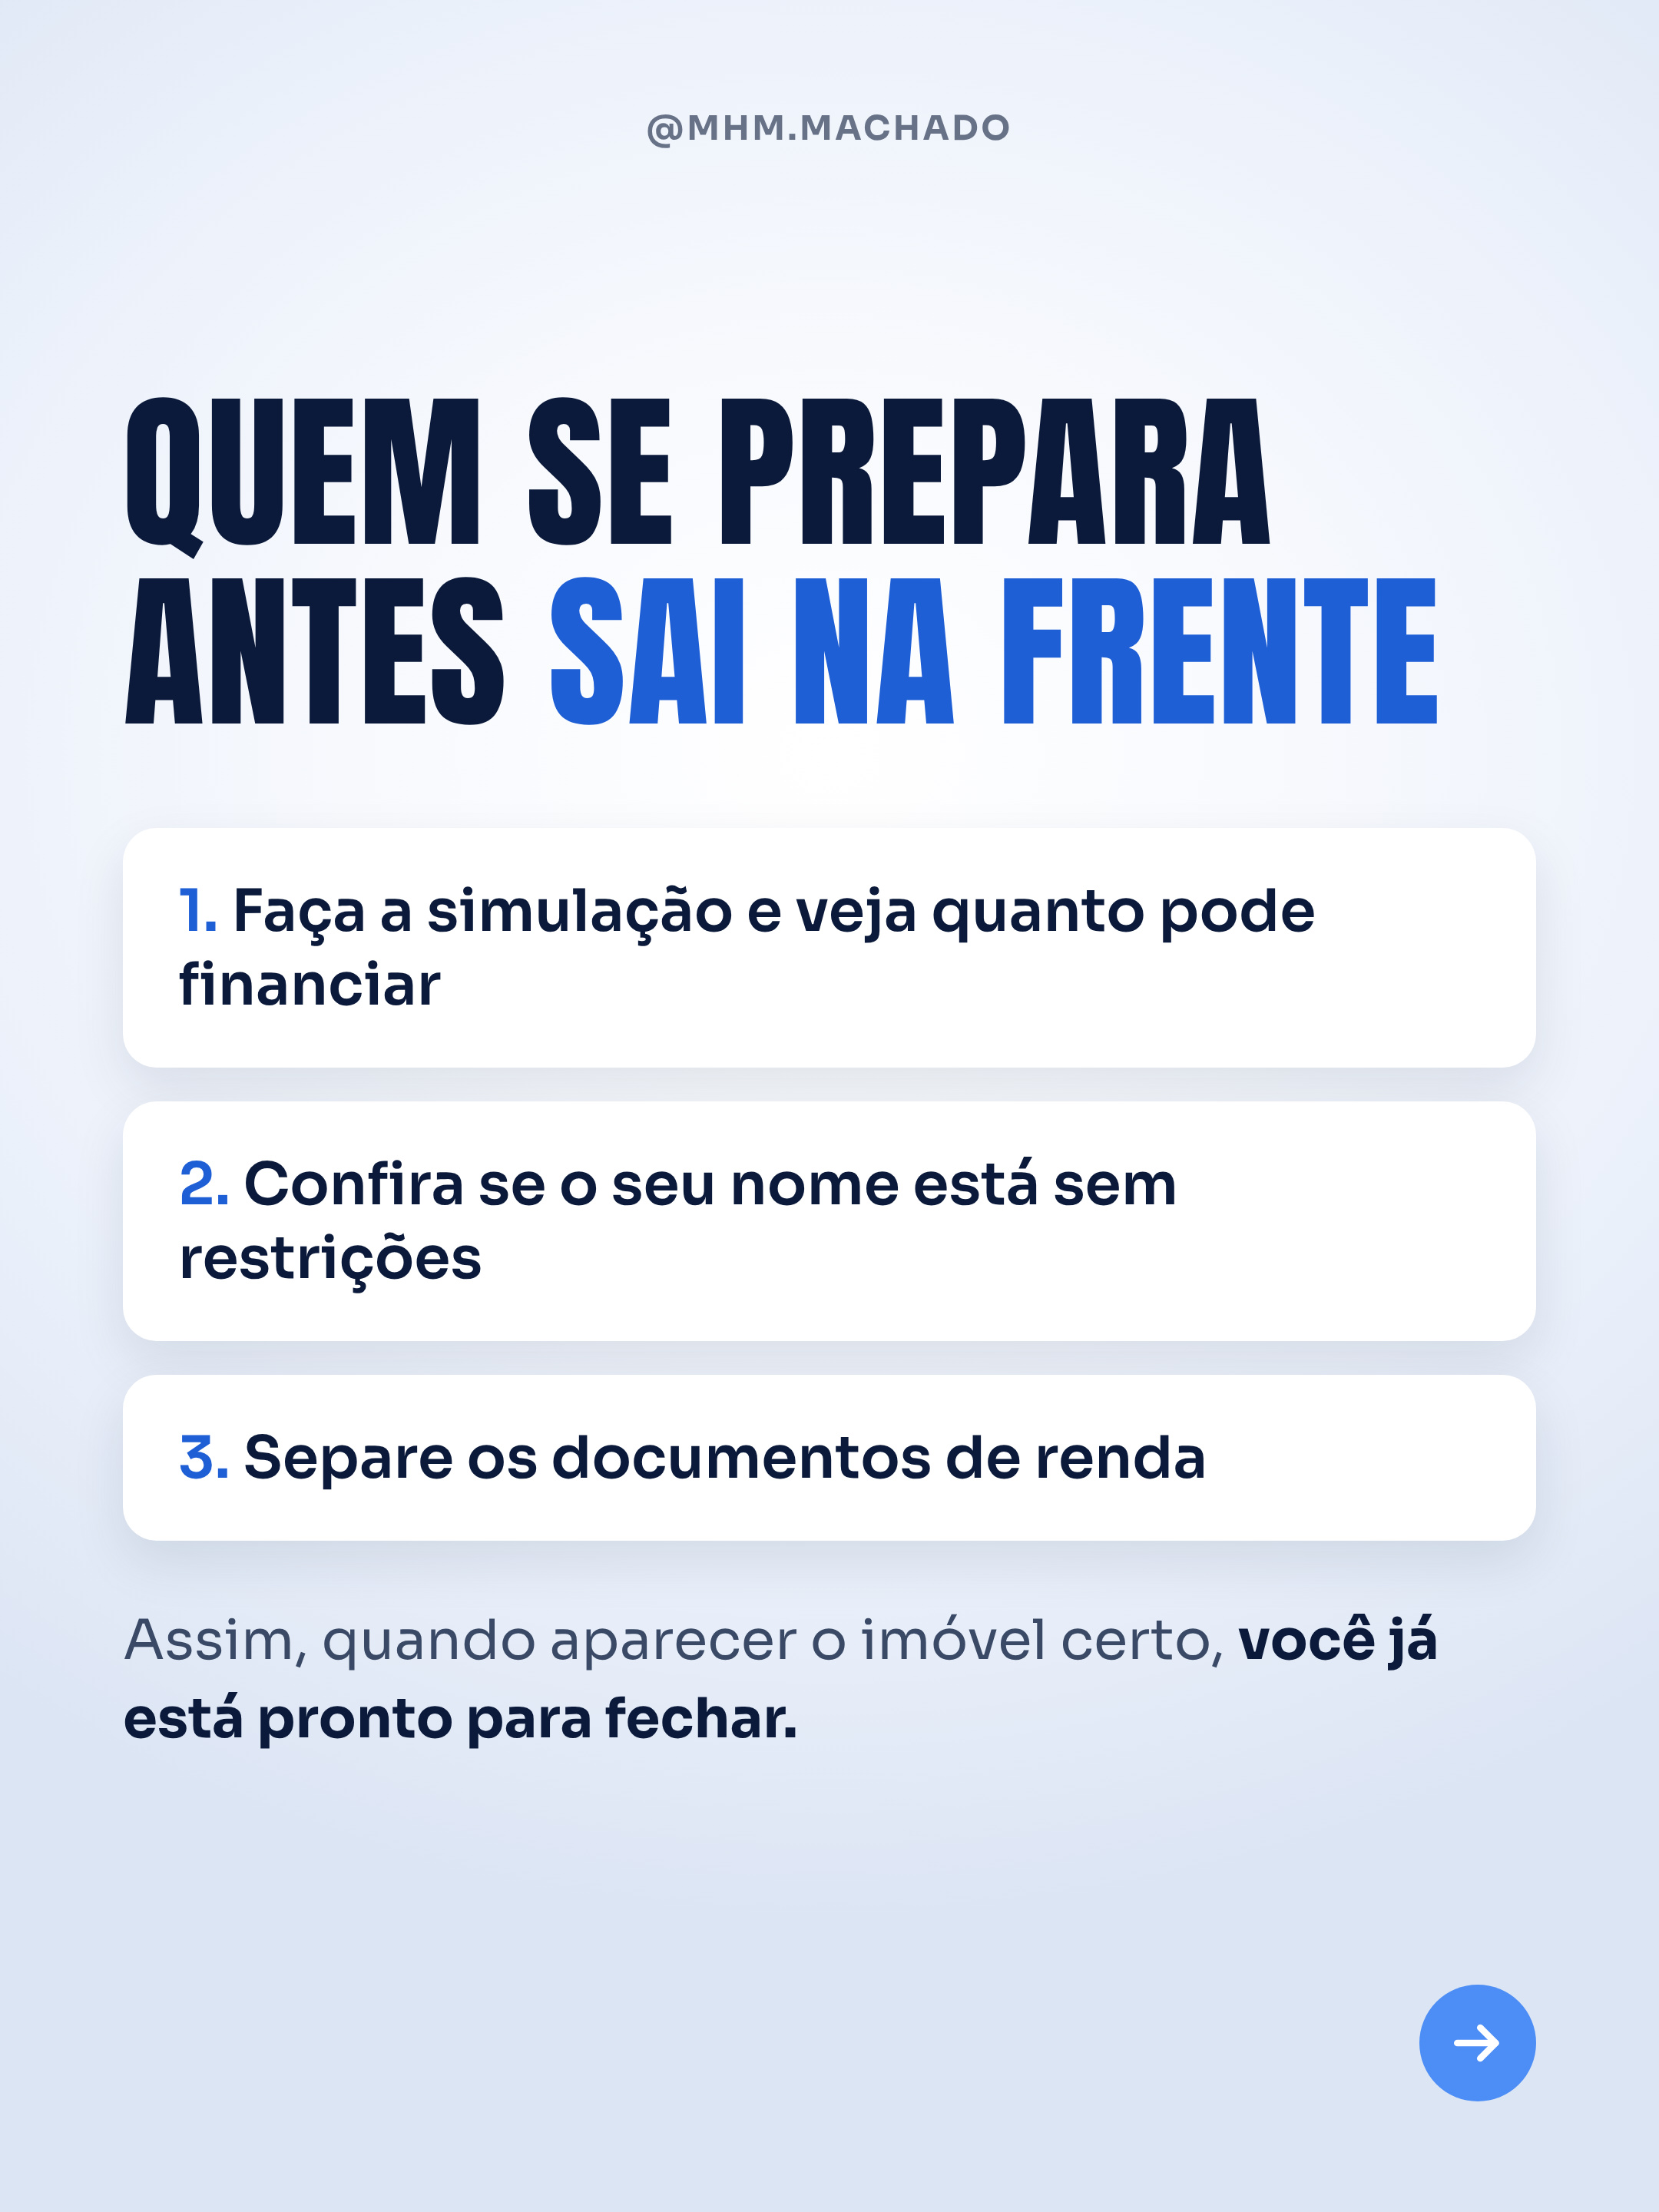 @MHM.MACHADO
QUEM SE PREPARA
ANTES SAI NA FRENTE
1. Faça a simulação e veja quanto pode
financiar
2. Confira se o seu nome está sem
restrições
3. Separe os documentos de renda
Assim, quando aparecer o imóvel certo, você já
está pronto para fechar.